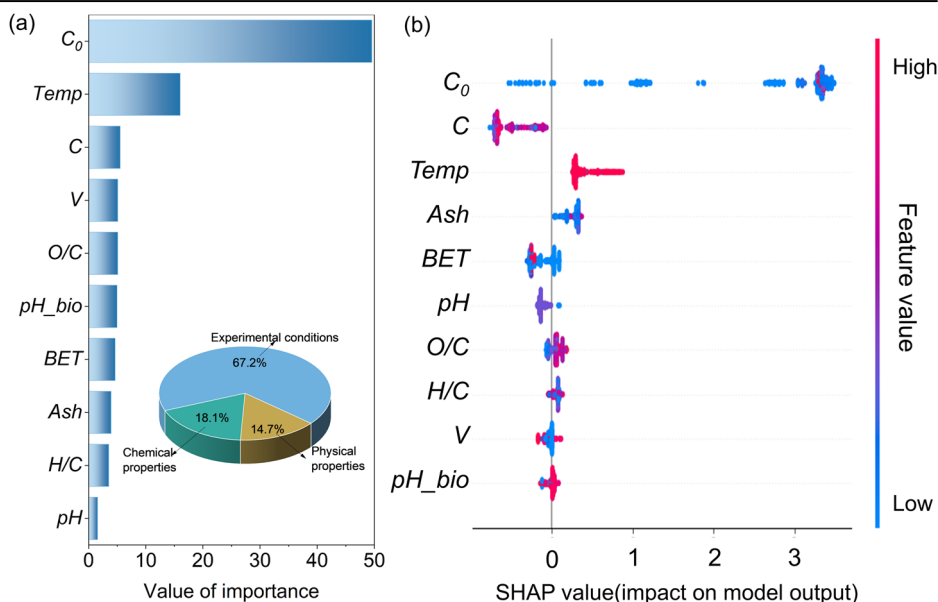 (a)
C0
Temp
C
V
O/C
pH_bio
BET
Ash
H/C
pH
0
10
20
30
40
50
Value of importance
Experimental conditions
67.2%
18.1%
14.7%
Chemical
properties
Physical
properties
(b)
C0
C
Temp
Ash
BET
pH
O/C
H/C
V
pH_bio
0
1
2
3
SHAP value(impact on model output)
High
Feature value
Low